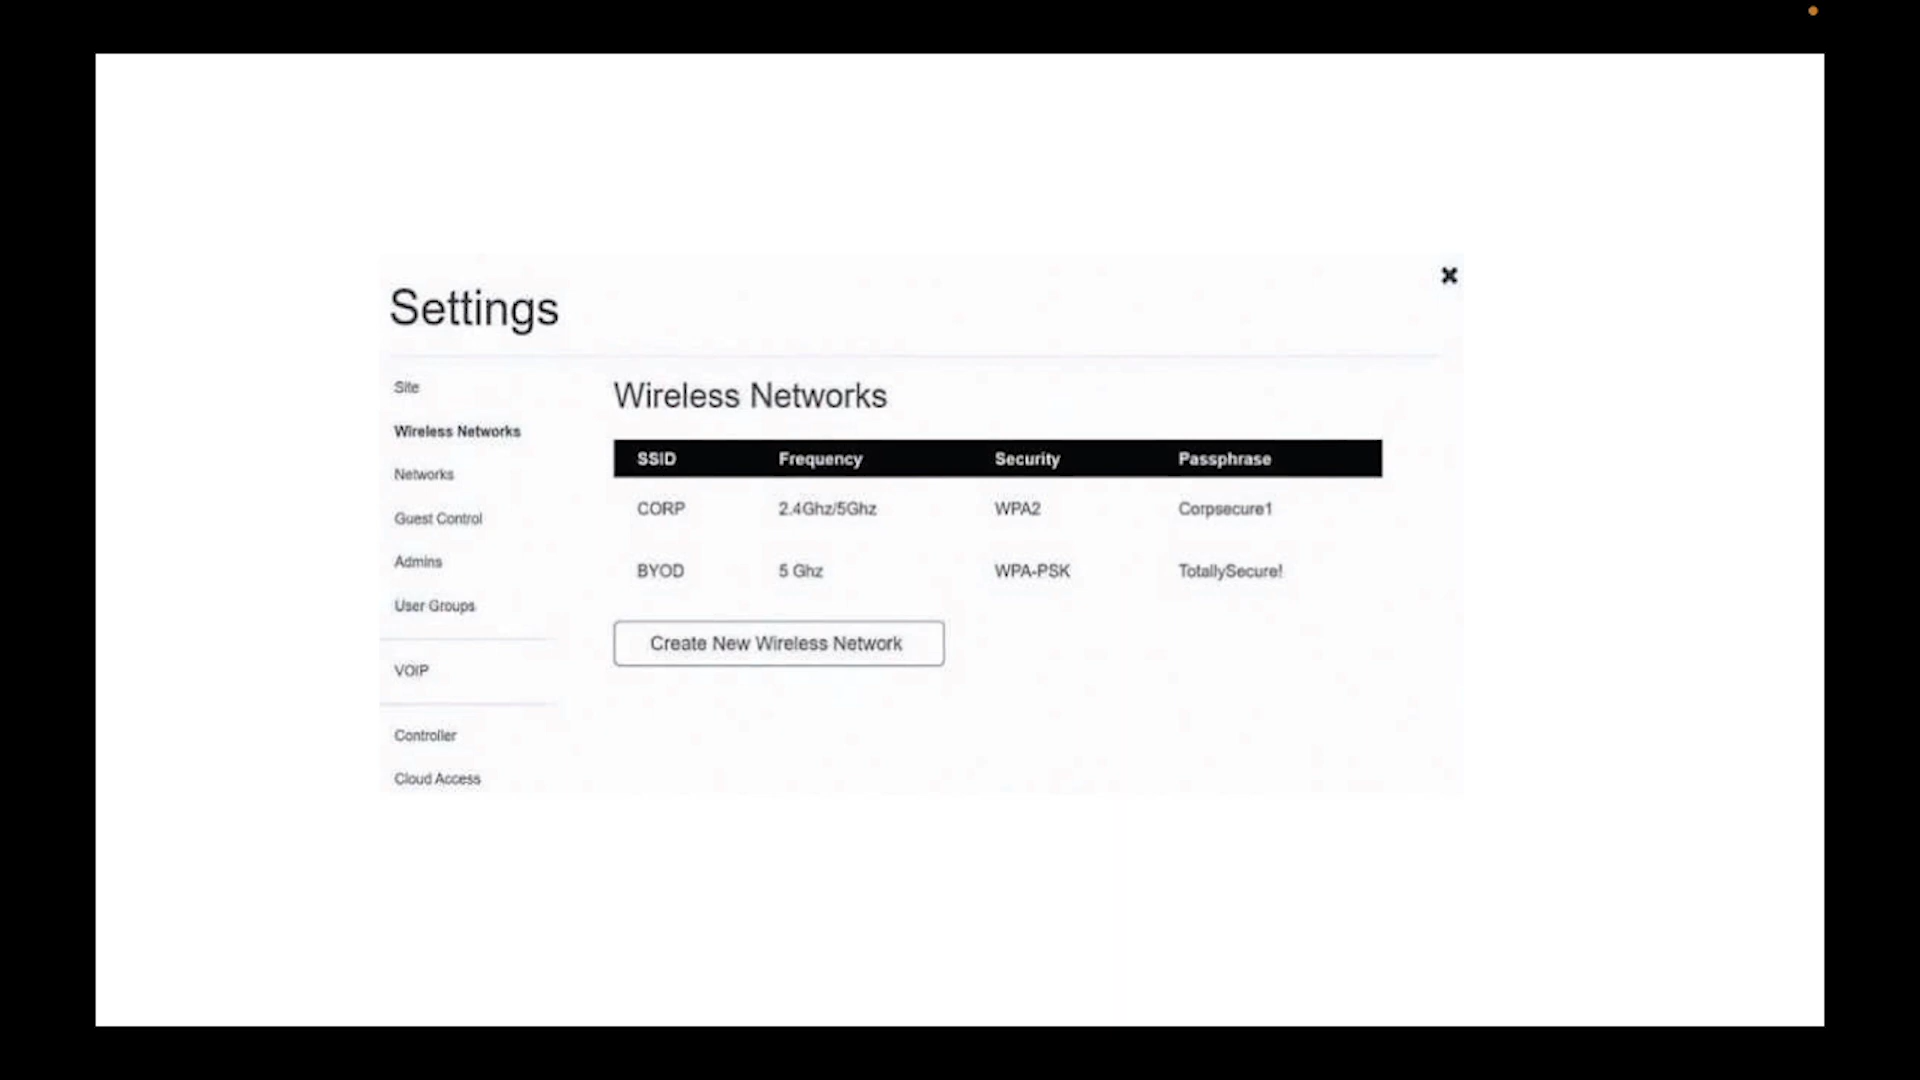 Settings
Site
Wireless Networks
Networks
Guest Control
Admins
User Groups
VOIP
Controller
Cloud Access
Wireless Networks
SSID Frequency Security Passphrase
CORP 2.4Ghz/5Ghz WPA2 Corpsecure1
BYOD 5 Ghz WPA-PSK TotallySecure!
Create New Wireless Network